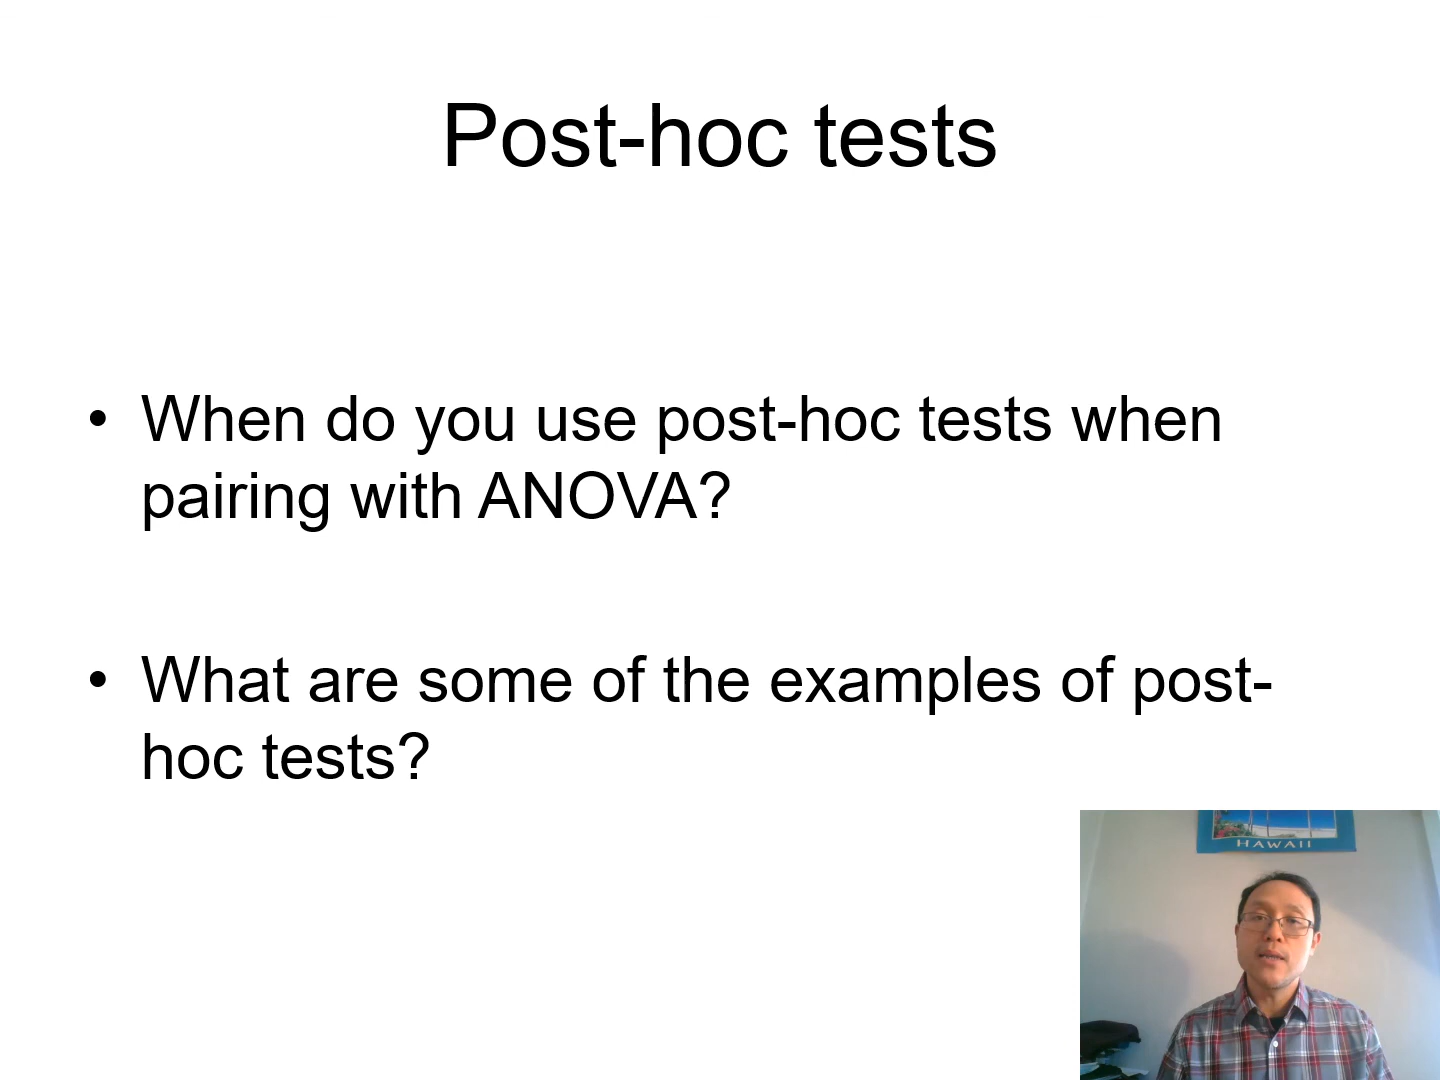 Post-hoc tests
• When do you use post-hoc tests when
pairing with ANOVA?
• What are some of the examples of post-
hoc tests?
HAWAII